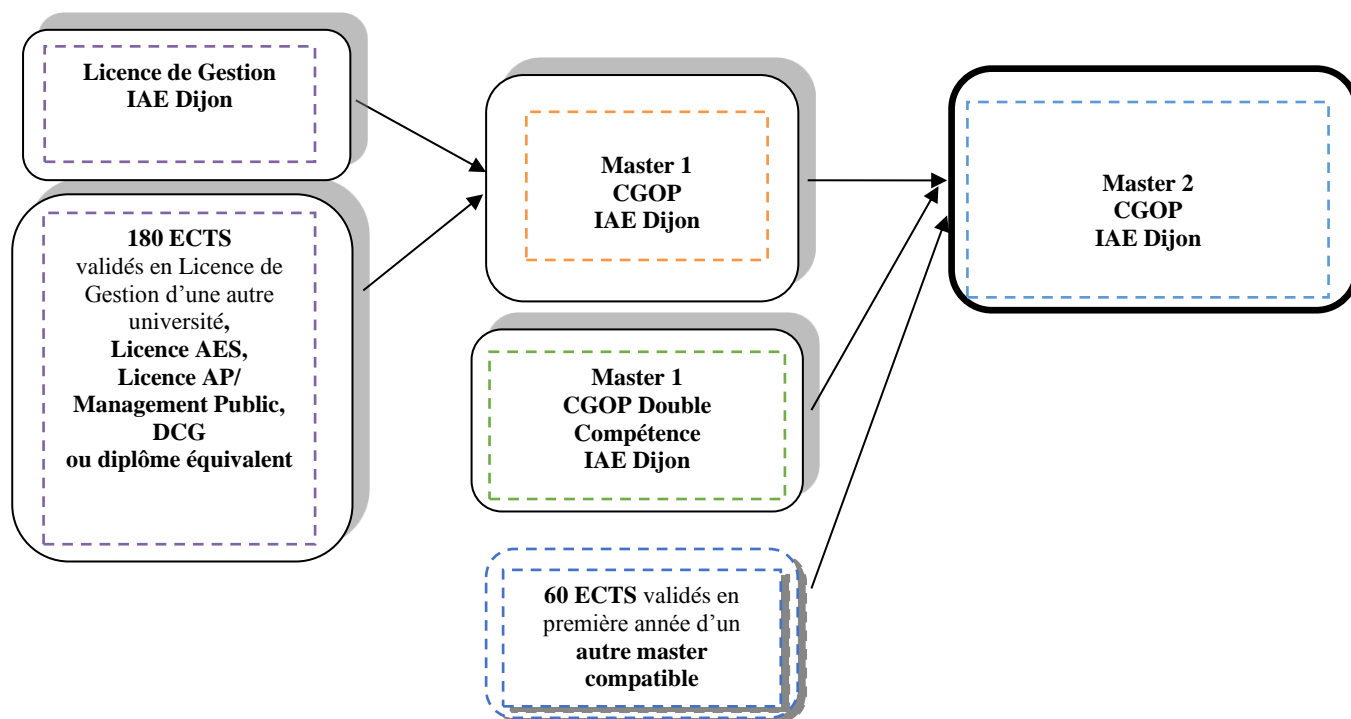 Licence de Gestion
IAE Dijon
180 ECTS
validés en Licence de
Gestion d’une autre
université,
Licence AES,
Licence AP/
Management Public,
DCG
ou diplôme équivalent
Master 1
CGOP
IAE Dijon
Master 1
CGOP Double
Compétence
IAE Dijon
60 ECTS validés en
première année d’un
autre master
compatible
Master 2
CGOP
IAE Dijon